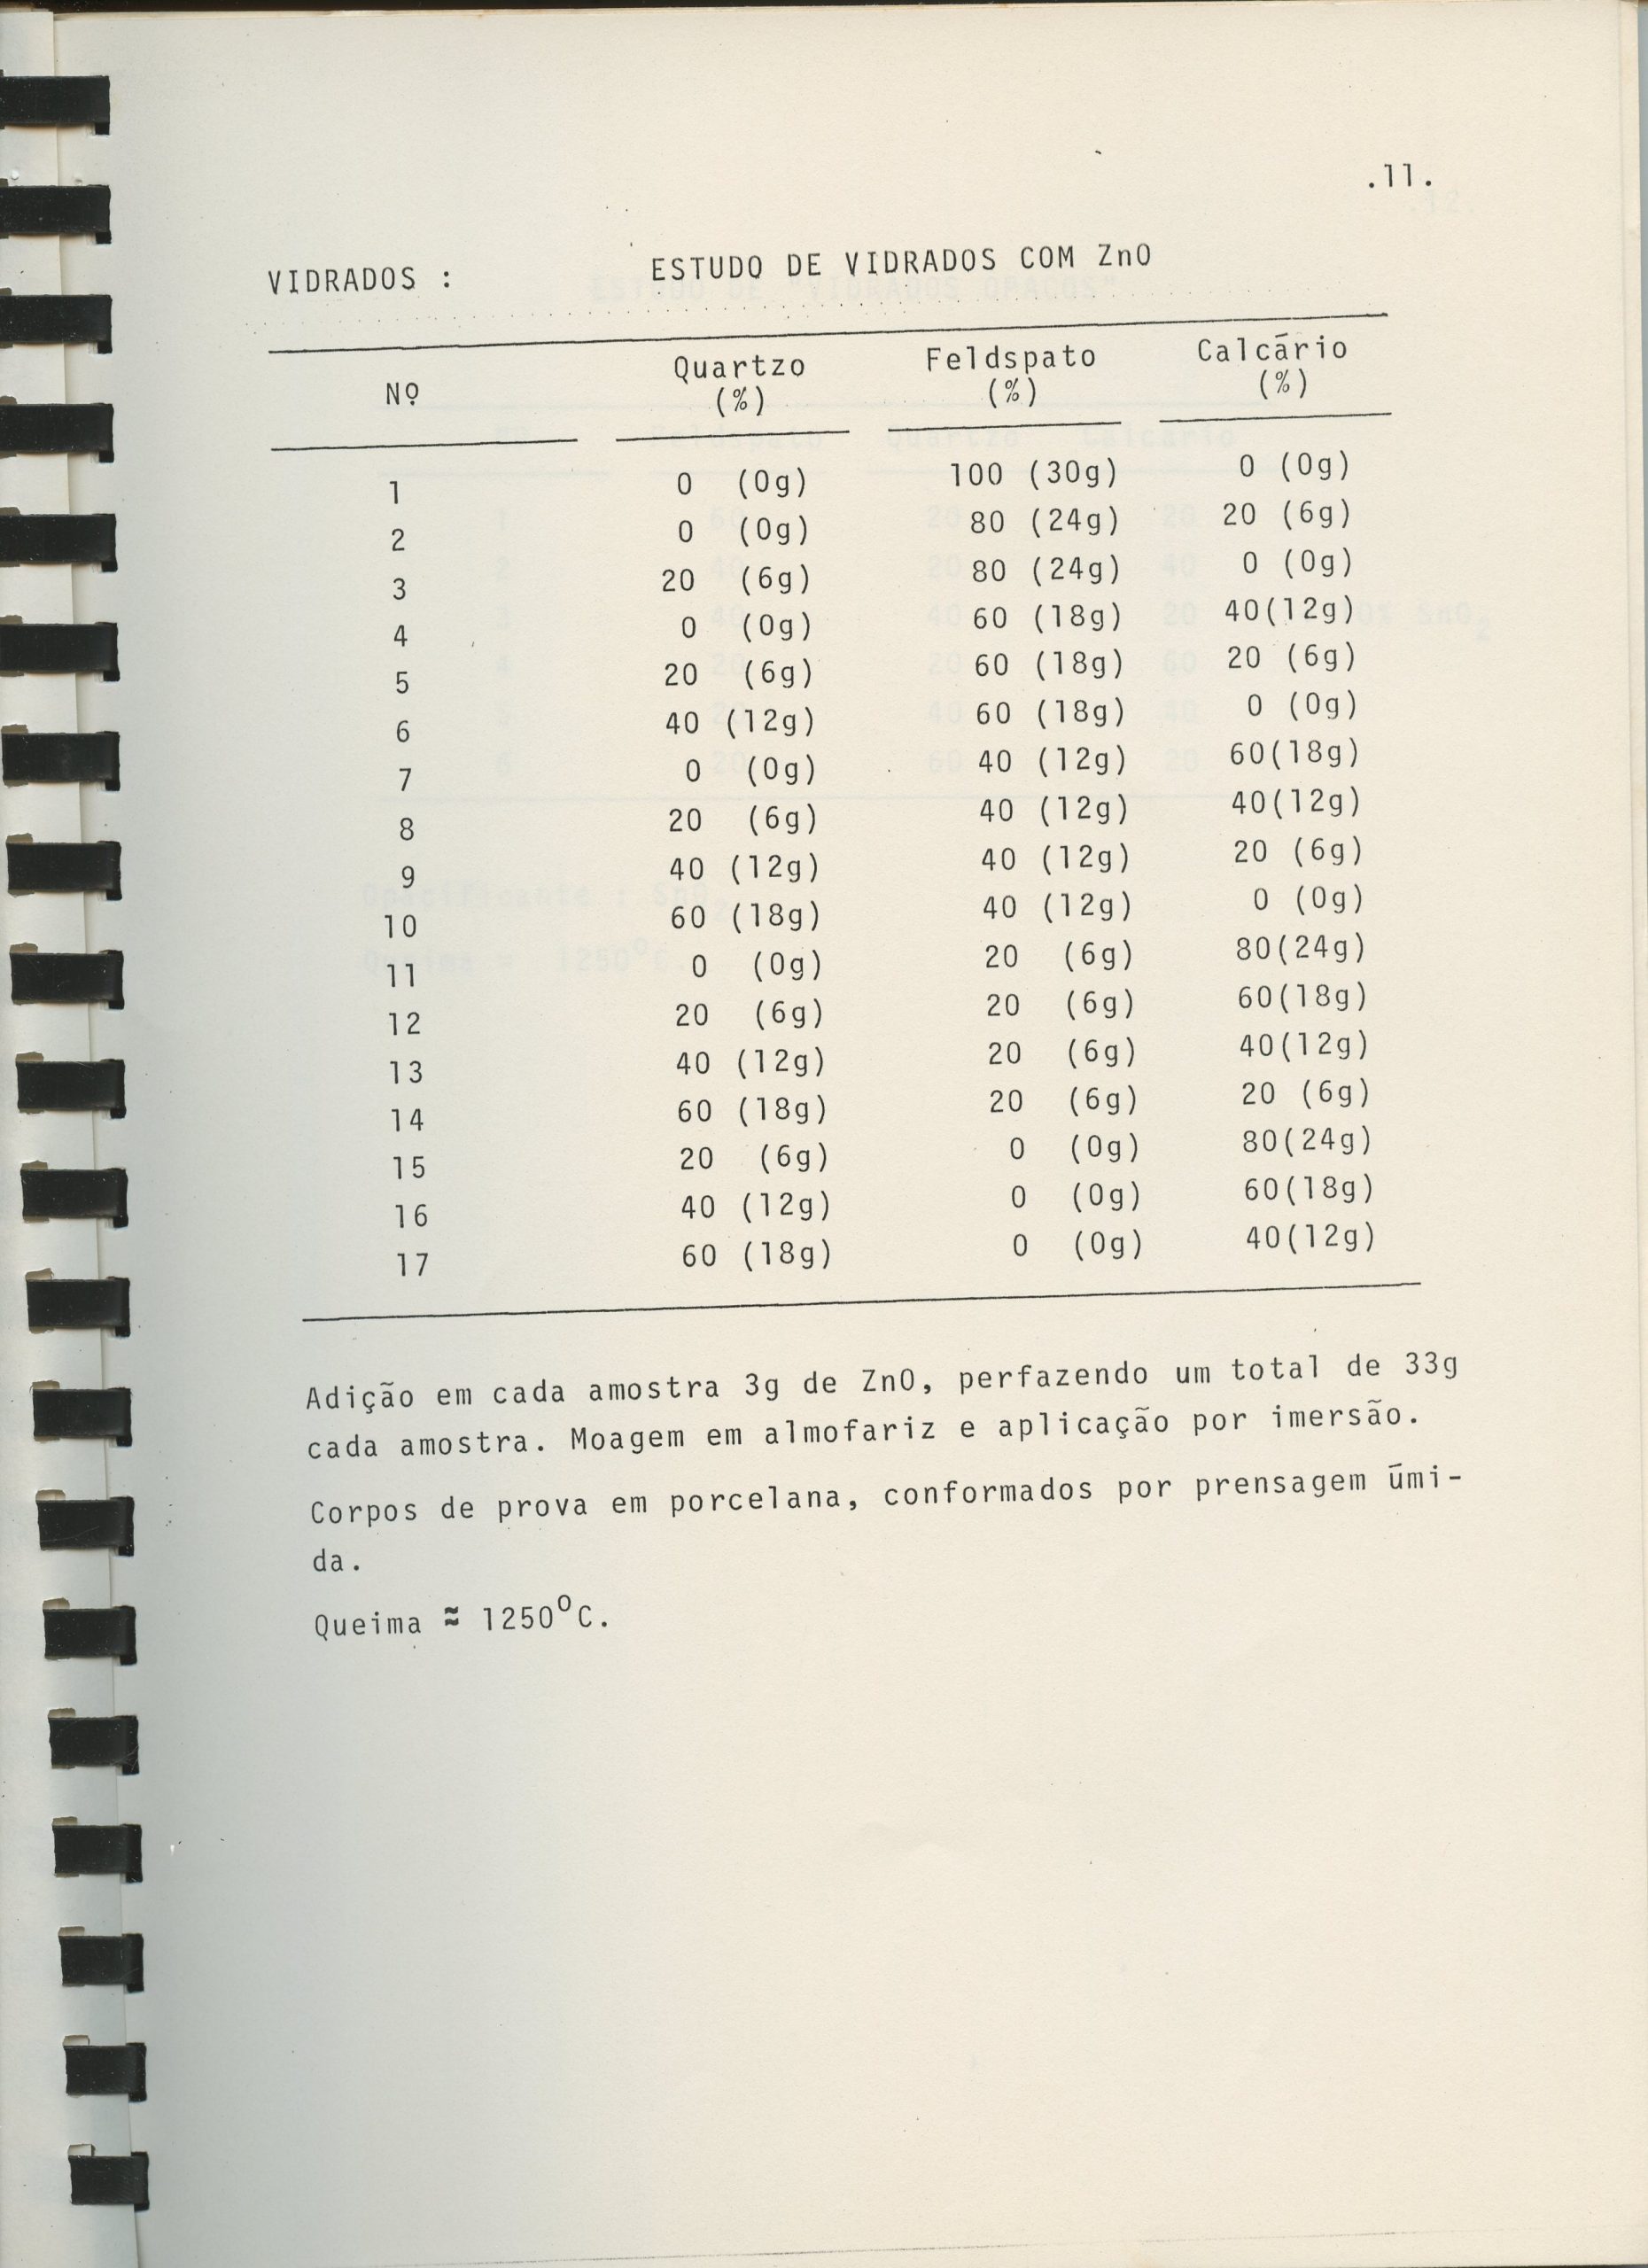 .11.
VIDRADOS : ESTUDO DE VIDRADOS COM ZnO
Nº Quartzo (%) Feldspato (%) Calcário (%)
1 0 (0g) 100 (30g) 0 (0g)
2 0 (0g) 80 (24g) 20 (6g)
3 20 (6g) 80 (24g) 0 (0g)
4 0 (0g) 60 (18g) 40(12g)
5 20 (6g) 60 (18g) 20 (6g)
6 40 (12g) 60 (18g) 0 (0g)
7 0 (0g) 40 (12g) 60(18g)
8 20 (6g) 40 (12g) 40(12g)
9 40 (12g) 40 (12g) 20 (6g)
10 60 (18g) 40 (12g) 0 (0g)
11 0 (0g) 20 (6g) 80(24g)
12 20 (6g) 20 (6g) 60(18g)
13 40 (12g) 20 (6g) 40(12g)
14 60 (18g) 20 (6g) 20 (6g)
15 20 (6g) 0 (0g) 80(24g)
16 40 (12g) 0 (0g) 60(18g)
17 60 (18g) 0 (0g) 40(12g)
Adição em cada amostra 3g de ZnO, perfazendo um total de 33g
cada amostra. Moagem em almofariz e aplicação por imersão.
Corpos de prova em porcelana, conformados por prensagem úmi-
da.
Queima ≈ 1250ºC.